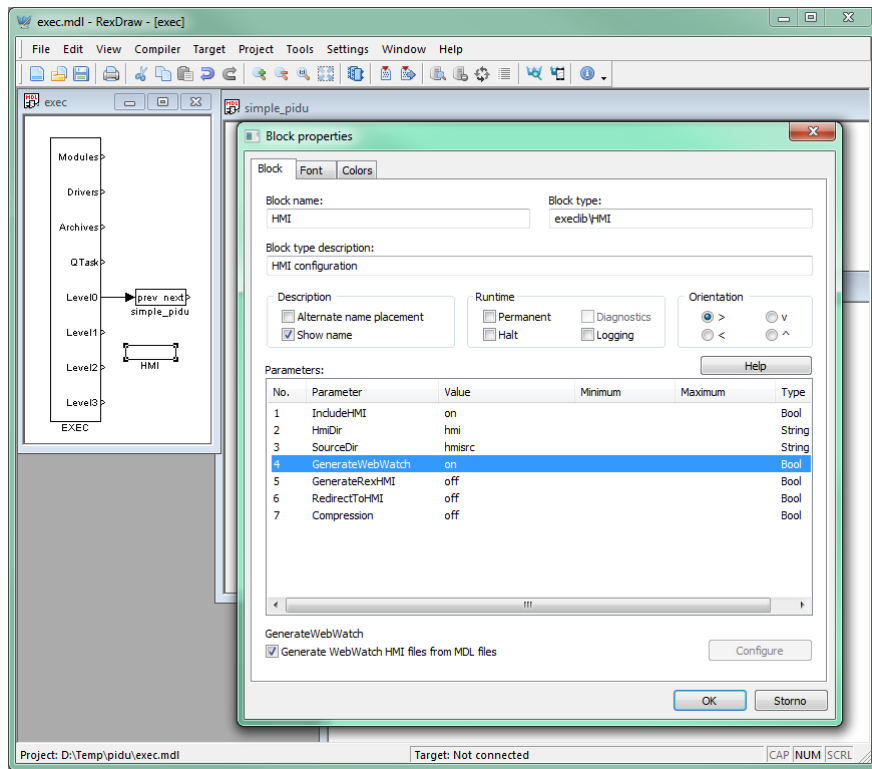 exec.mdl - RexDraw - [exec]
File Edit View Compiler Target Project Tools Settings Window Help
exec
simple_pidu
Modules
Drivers
Archives
QTask
Level0
prev next
simple_pidu
Level1
Level2
HMI
Level3
EXEC
Block properties
Block Font Colors
Block name: Block type:
HMI execlib\HMI
Block type description:
HMI configuration
Description Runtime Orientation
Alternate name placement Permanent Diagnostics > v
Show name Halt Logging < ^
Help
Parameters:
No. Parameter Value Minimum Maximum Type
1 IncludeHMI on Bool
2 HmiDir hmi String
3 SourceDir hmisrc String
4 GenerateWebWatch on Bool
5 GenerateRexHMI off Bool
6 RedirectToHMI off Bool
7 Compression off Bool
GenerateWebWatch
Generate WebWatch HMI files from MDL files Configure
OK Storno
Project: D:\Temp\pidu\exec.mdl Target: Not connected CAP NUM SCRL